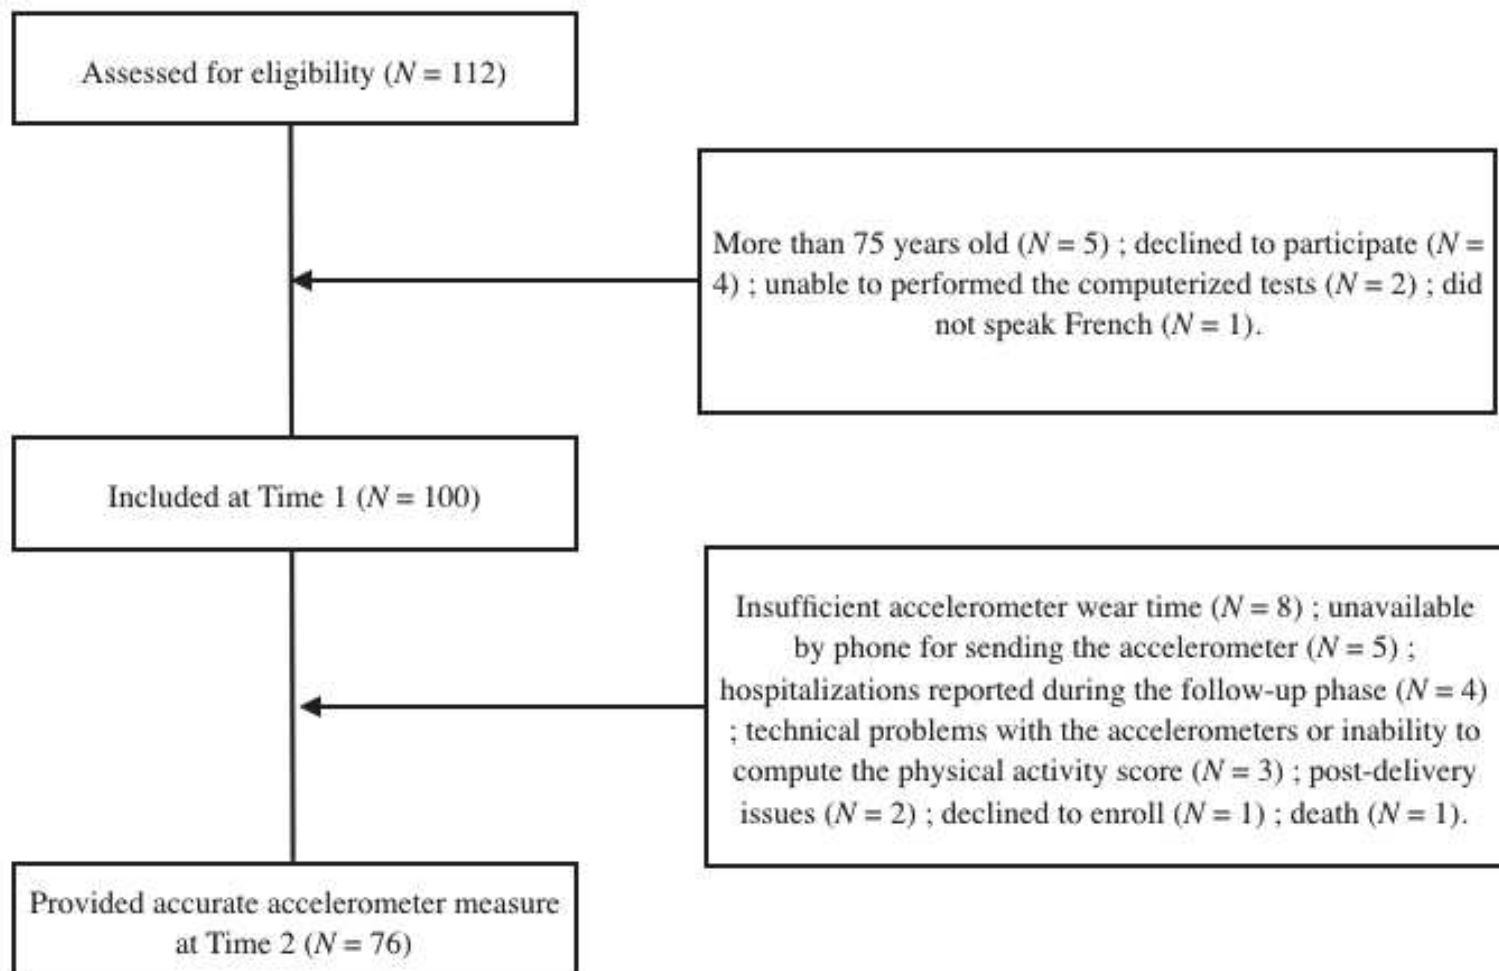 Assessed for eligibility (N = 112)
More than 75 years old (N = 5) ; declined to participate (N =
4) ; unable to performed the computerized tests (N = 2) ; did
not speak French (N = 1).
Included at Time 1 (N = 100)
Insufficient accelerometer wear time (N = 8) ; unavailable
by phone for sending the accelerometer (N = 5) ;
hospitalizations reported during the follow-up phase (N = 4)
; technical problems with the accelerometers or inability to
compute the physical activity score (N = 3) ; post-delivery
issues (N = 2) ; declined to enroll (N = 1) ; death (N = 1).
Provided accurate accelerometer measure
at Time 2 (N = 76)